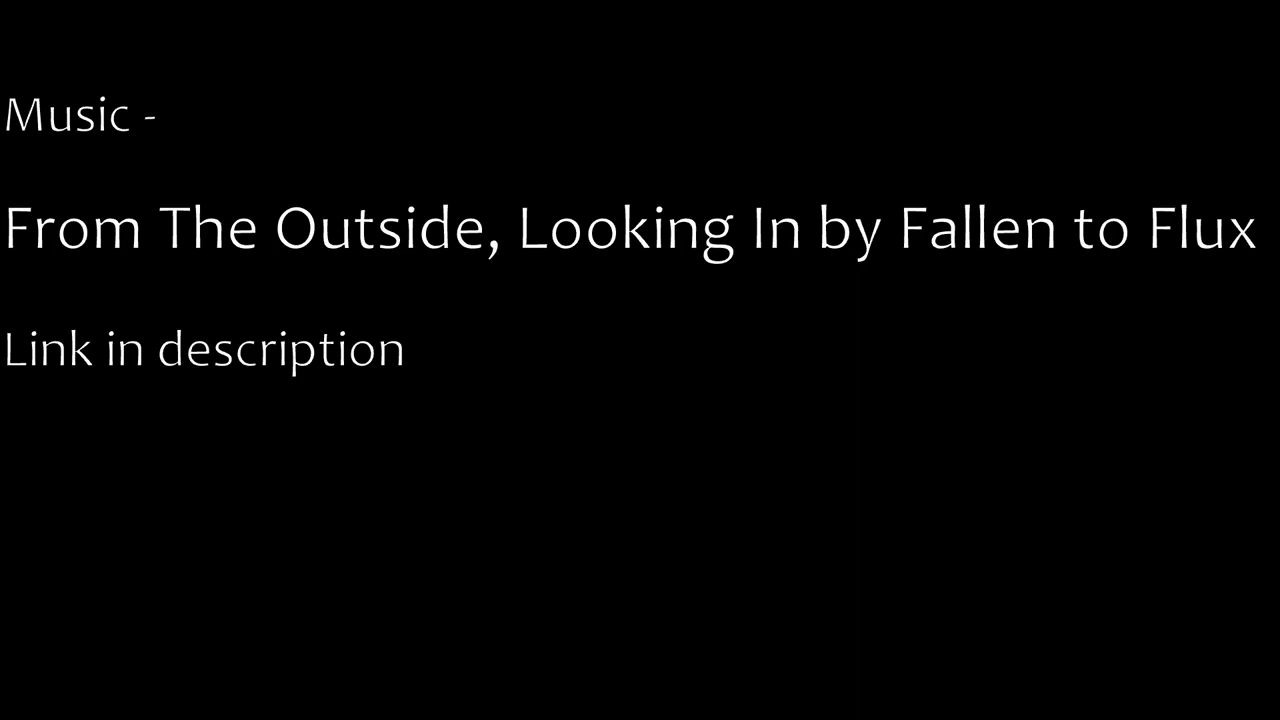 Music -
From The Outside, Looking In by Fallen to Flux
Link in description